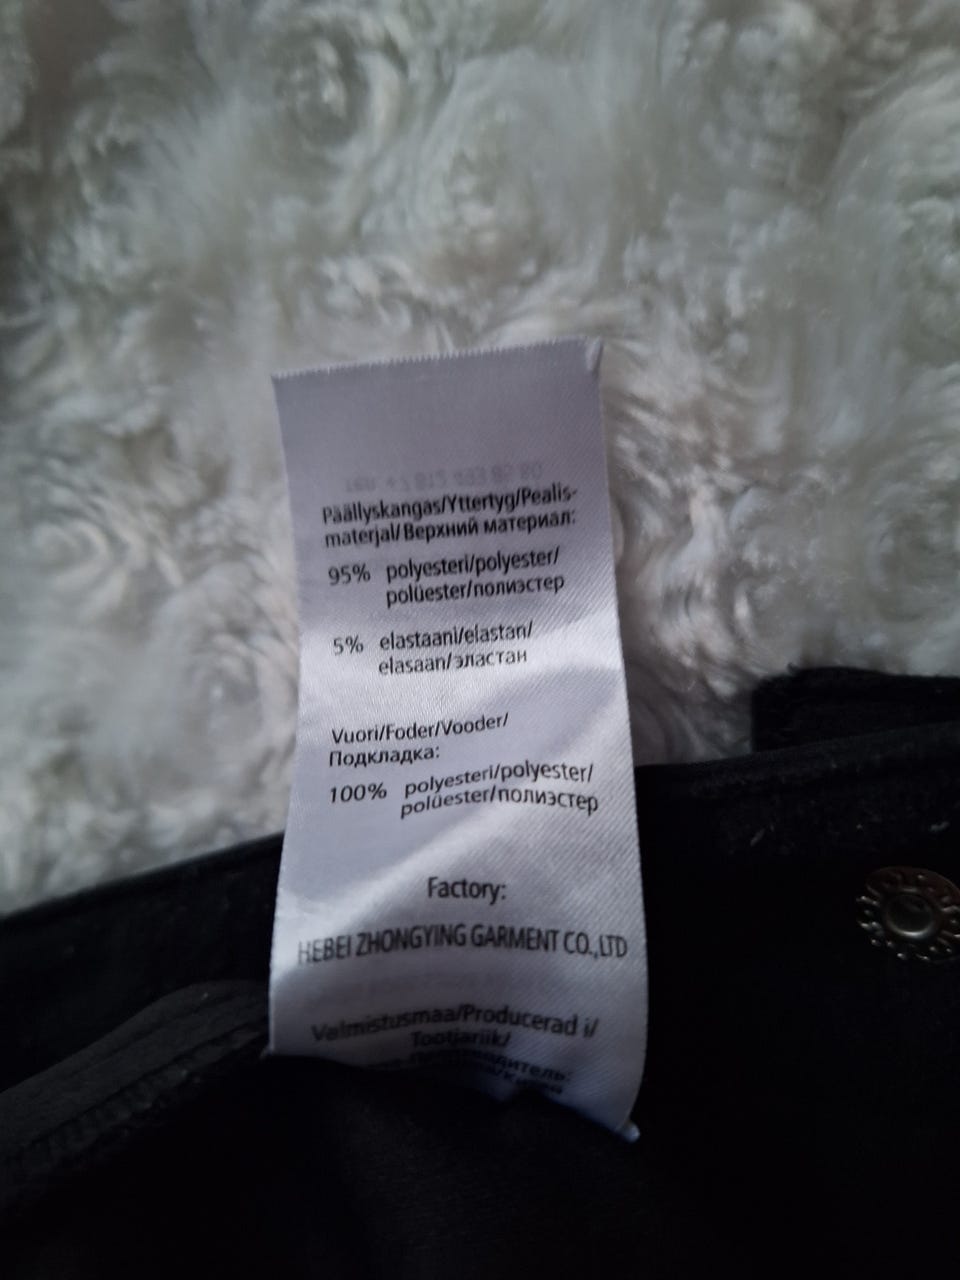 Päällyskangas/Yttertyg/Pealis-
materjal/Верхний материал:
95% polyesteri/polyester/
polüester/полиэстер
5% elastaani/elastan/
elasaan/эластан
Vuori/Foder/Vooder/
Подкладка:
100% polyesteri/polyester/
polüester/полиэстер
Factory:
HEBEI ZHONGYING GARMENT CO.,LTD
Valmistusmaa/Producerad i/
Tootjariik/